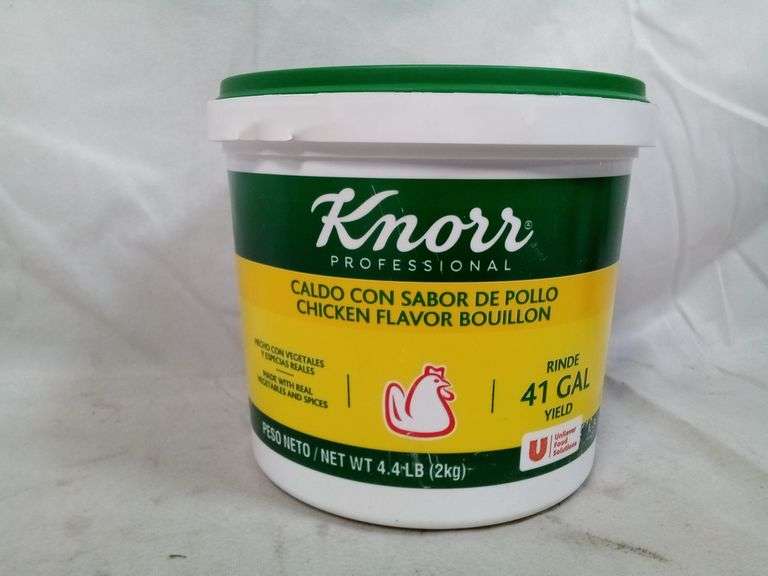 Knorr®
PROFESSIONAL
CALDO CON SABOR DE POLLO
CHICKEN FLAVOR BOUILLON
HECHO CON VEGETALES
Y ESPECIAS REALES
MADE WITH REAL
VEGETABLES AND SPICES
RINDE
41 GAL
YIELD
U
Unilever
Food
Solutions
PESO NETO / NET WT 4.4 LB (2kg)